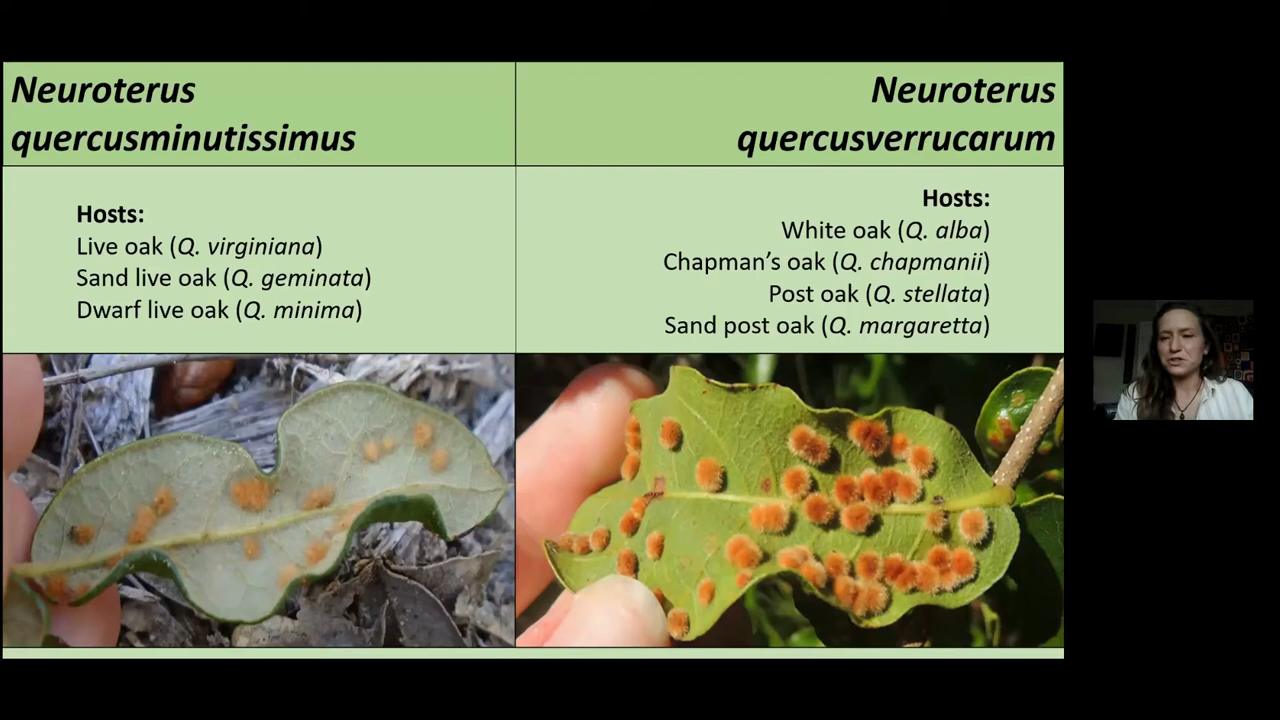 Neuroterus
quercusminutissimus
Hosts:
Live oak (Q. virginiana)
Sand live oak (Q. geminata)
Dwarf live oak (Q. minima)
Neuroterus
quercusverrucarum
Hosts:
White oak (Q. alba)
Chapman’s oak (Q. chapmanii)
Post oak (Q. stellata)
Sand post oak (Q. margaretta)